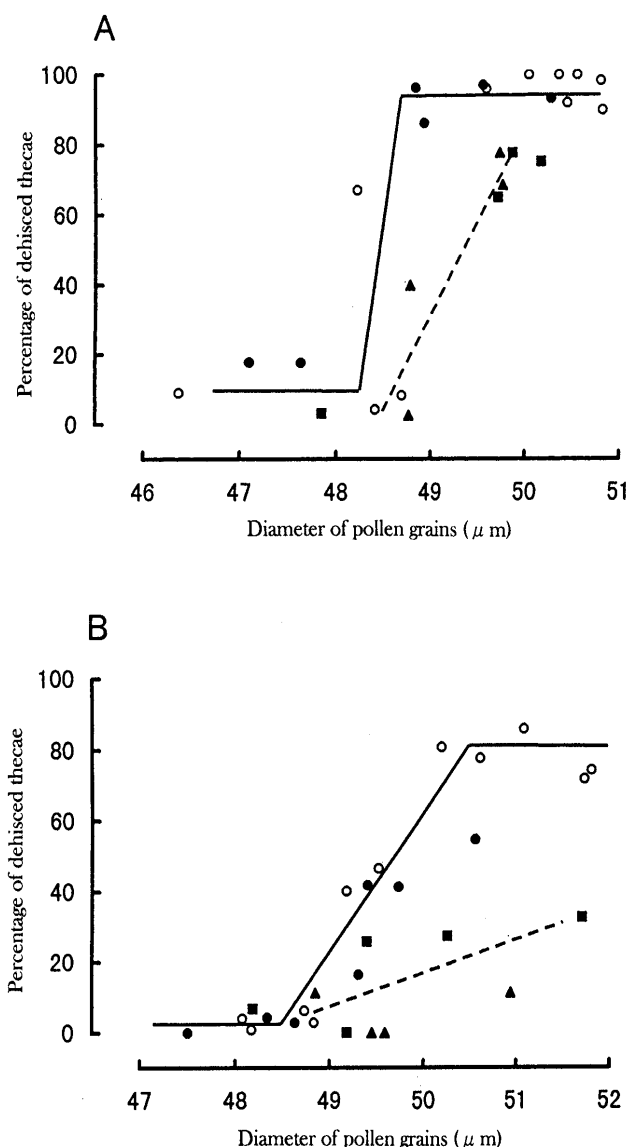 A
Percentage of dehisced thecae
100
80
60
40
20
0
46 47 48 49 50 51
Diameter of pollen grains ( μ m)
B
Percentage of dehisced thecae
100
80
60
40
20
0
47 48 49 50 51 52
Diameter of pollen grains ( μ m)